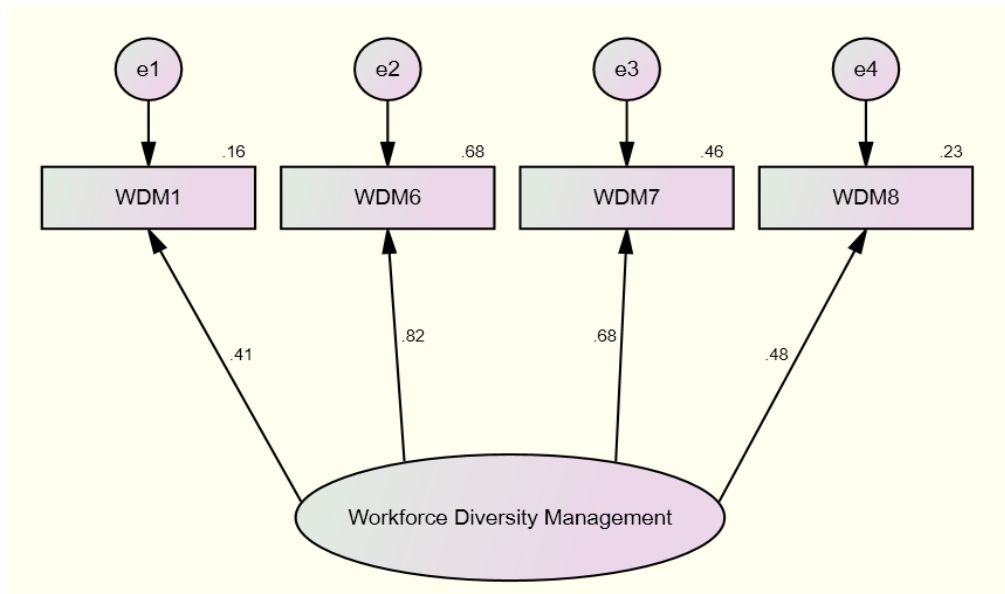 e1 e2 e3 e4
.16 .68 .46 .23
WDM1 WDM6 WDM7 WDM8
.41 .82 .68 .48
Workforce Diversity Management